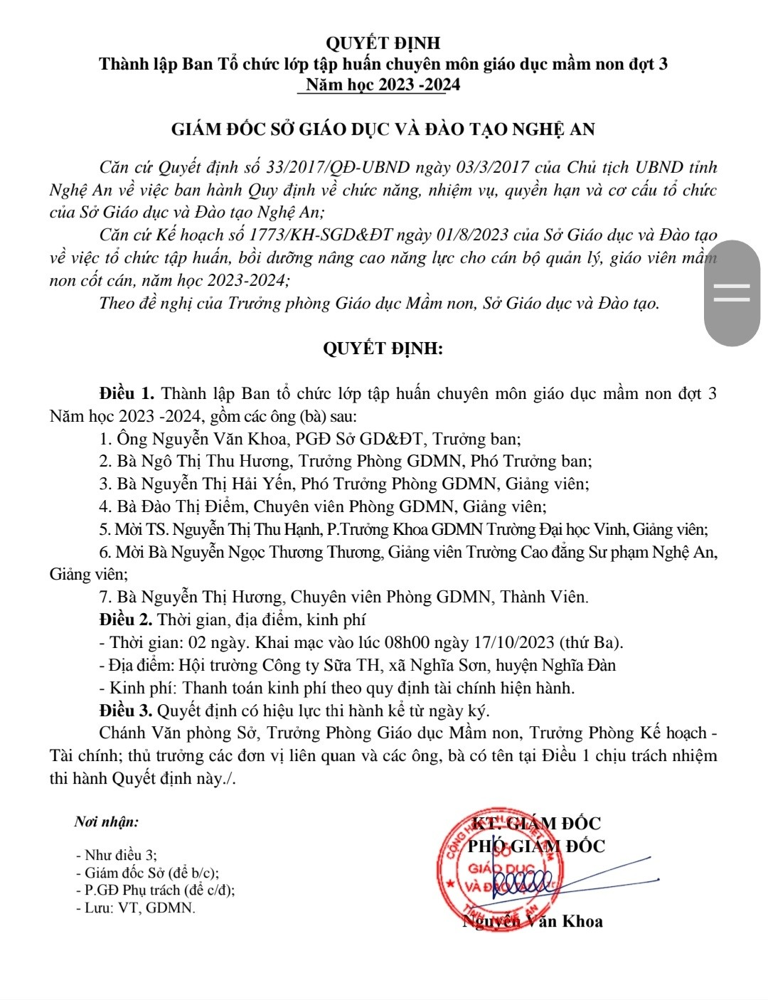 QUYẾT ĐỊNH
Thành lập Ban Tổ chức lớp tập huấn chuyên môn giáo dục mầm non đợt 3
Năm học 2023 -2024
GIÁM ĐỐC SỞ GIÁO DỤC VÀ ĐÀO TẠO NGHỆ AN
Căn cứ Quyết định số 33/2017/QĐ-UBND ngày 03/3/2017 của Chủ tịch UBND tỉnh
Nghệ An về việc ban hành Quy định về chức năng, nhiệm vụ, quyền hạn và cơ cấu tổ chức
của Sở Giáo dục và Đào tạo Nghệ An;
Căn cứ Kế hoạch số 1773/KH-SGD&ĐT ngày 01/8/2023 của Sở Giáo dục và Đào tạo
về việc tổ chức tập huấn, bồi dưỡng nâng cao năng lực cho cán bộ quản lý, giáo viên mầm
non cốt cán, năm học 2023-2024;
Theo đề nghị của Trưởng phòng Giáo dục Mầm non, Sở Giáo dục và Đào tạo.
QUYẾT ĐỊNH:
Điều 1. Thành lập Ban tổ chức lớp tập huấn chuyên môn giáo dục mầm non đợt 3
Năm học 2023 -2024, gồm các ông (bà) sau:
1. Ông Nguyễn Văn Khoa, PGĐ Sở GD&ĐT, Trưởng ban;
2. Bà Ngô Thị Thu Hương, Trưởng Phòng GDMN, Phó Trưởng ban;
3. Bà Nguyễn Thị Hải Yến, Phó Trưởng Phòng GDMN, Giảng viên;
4. Bà Đào Thị Điểm, Chuyên viên Phòng GDMN, Giảng viên;
5. Mời TS. Nguyễn Thị Thu Hạnh, P.Trưởng Khoa GDMN Trường Đại học Vinh, Giảng viên;
6. Mời Bà Nguyễn Ngọc Thương Thương, Giảng viên Trường Cao đẳng Sư phạm Nghệ An,
Giảng viên;
7. Bà Nguyễn Thị Hương, Chuyên viên Phòng GDMN, Thành Viên.
Điều 2. Thời gian, địa điểm, kinh phí
- Thời gian: 02 ngày. Khai mạc vào lúc 08h00 ngày 17/10/2023 (thứ Ba).
- Địa điểm: Hội trường Công ty Sữa TH, xã Nghĩa Sơn, huyện Nghĩa Đàn
- Kinh phí: Thanh toán kinh phí theo quy định tài chính hiện hành.
Điều 3. Quyết định có hiệu lực thi hành kể từ ngày ký.
Chánh Văn phòng Sở, Trưởng Phòng Giáo dục Mầm non, Trưởng Phòng Kế hoạch -
Tài chính; thủ trưởng các đơn vị liên quan và các ông, bà có tên tại Điều 1 chịu trách nhiệm
thi hành Quyết định này./.
Nơi nhận:
- Như điều 3;
- Giám đốc Sở (để b/c);
- P.GĐ Phụ trách (để c/đ);
- Lưu: VT, GDMN.
KT. GIÁM ĐỐC
PHÓ GIÁM ĐỐC
SỞ
GIÁO DỤC
VÀ ĐÀO TẠO
TỈNH NGHỆ AN
Nguyễn Văn Khoa